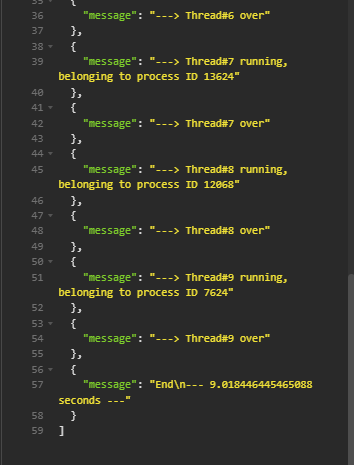 35 {
36 "message": "---> Thread#6 over"
37 },
38 {
39 "message": "---> Thread#7 running,
belonging to process ID 13624"
40 },
41 {
42 "message": "---> Thread#7 over"
43 },
44 {
45 "message": "---> Thread#8 running,
belonging to process ID 12068"
46 },
47 {
48 "message": "---> Thread#8 over"
49 },
50 {
51 "message": "---> Thread#9 running,
belonging to process ID 7624"
52 },
53 {
54 "message": "---> Thread#9 over"
55 },
56 {
57 "message": "End\n--- 9.018446445465088
seconds ---"
58 }
59 ]